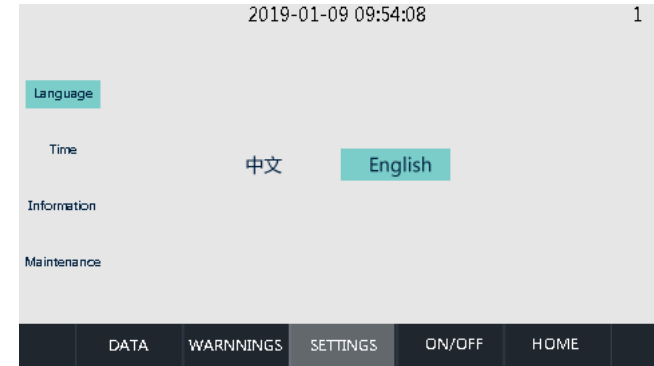 2019-01-09 09:54:08 1
Language
Time
中文 English
Information
Maintenance
DATA WARNNINGS SETTINGS ON/OFF HOME